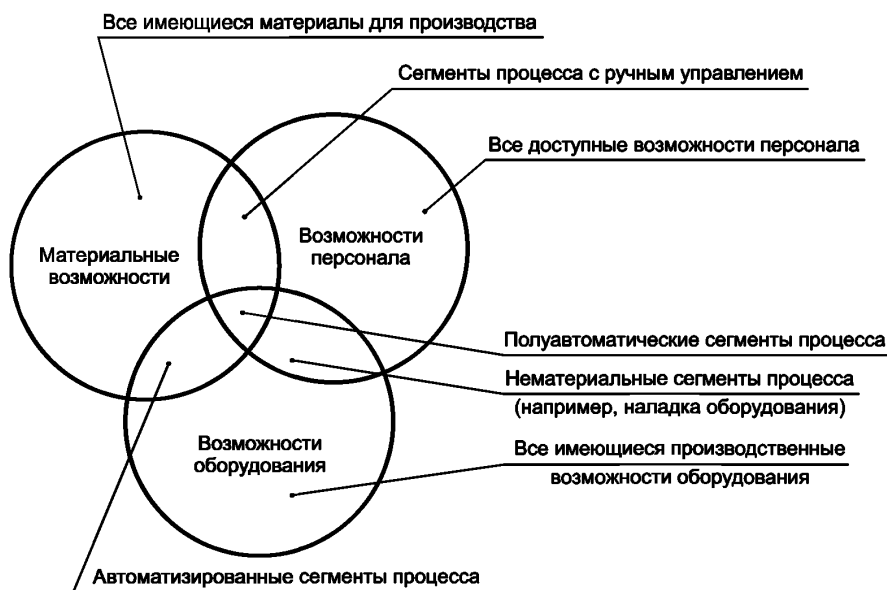 Все имеющиеся материалы для производства
Сегменты процесса с ручным управлением
Все доступные возможности персонала
Возможности
персонала
Материальные
возможности
Полуавтоматические сегменты процесса
Нематериальные сегменты процесса
(например, наладка оборудования)
Возможности
оборудования
Все имеющиеся производственные
возможности оборудования
Автоматизированные сегменты процесса